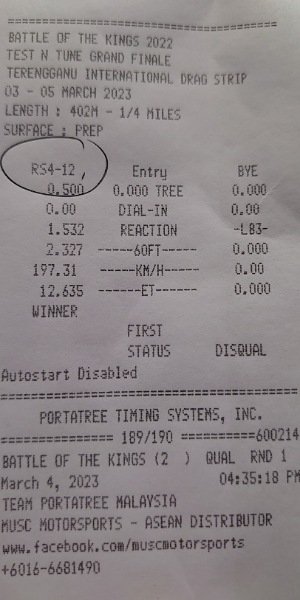 ================================
BATTLE OF THE KINGS 2022
TEST N TUNE GRAND FINALE
TERENGGANU INTERNATIONAL DRAG STRIP
03 - 05 MARCH 2023
LENGTH : 402M - 1/4 MILES
SURFACE : PREP
RS4-12, Entry BYE
0.500 0.000 TREE 0.000
0.00 DIAL-IN 0.00
1.532 REACTION -LB3-
2.327 -----60FT----- 0.000
197.31 ------KM/H----- 0.00
12.635 ------ET------ 0.000
WINNER
FIRST
STATUS DISQUAL
Autostart Disabled
================================
PORTATREE TIMING SYSTEMS, INC.
============== 189/190 ==========600214
BATTLE OF THE KINGS (2 ) QUAL RND 1
March 4, 2023 04:35:18 PM
TEAM PORTATREE MALAYSIA
MUSC MOTORSPORTS - ASEAN DISTRIBUTOR
www.facebook.com/muscmotorsports
+6016-6681490